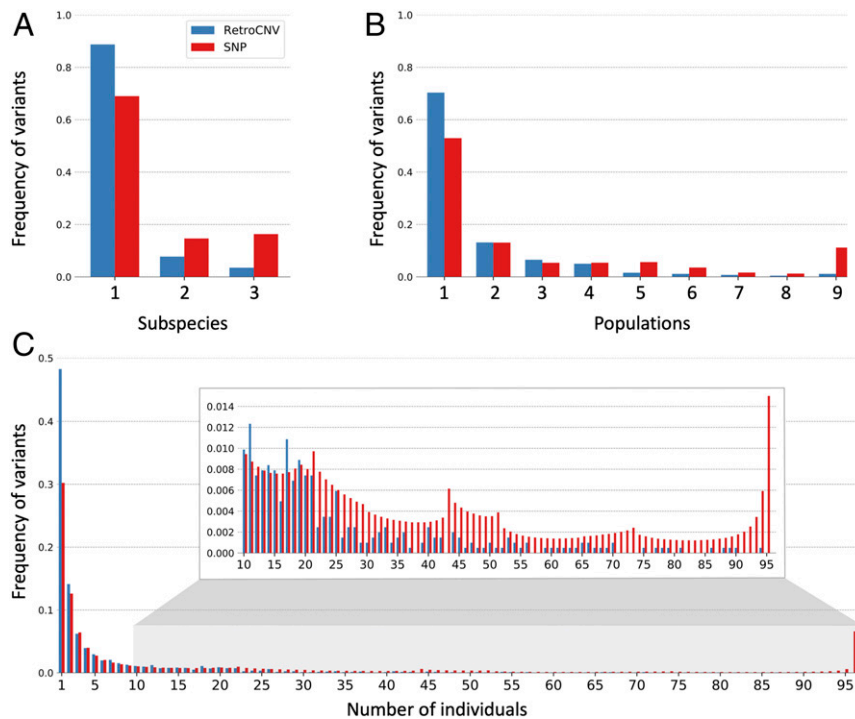 A
Frequency of variants
1.0
0.8
0.6
0.4
0.2
0.0
RetroCNV
SNP
1 2 3
Subspecies
B
Frequency of variants
1.0
0.8
0.6
0.4
0.2
0.0
1 2 3 4 5 6 7 8 9
Populations
C
Frequency of variants
0.5
0.4
0.3
0.2
0.1
0.0
0.014
0.012
0.010
0.008
0.006
0.004
0.002
0.000
10 15 20 25 30 35 40 45 50 55 60 65 70 75 80 85 90 95
1 5 10 15 20 25 30 35 40 45 50 55 60 65 70 75 80 85 90 95
Number of individuals